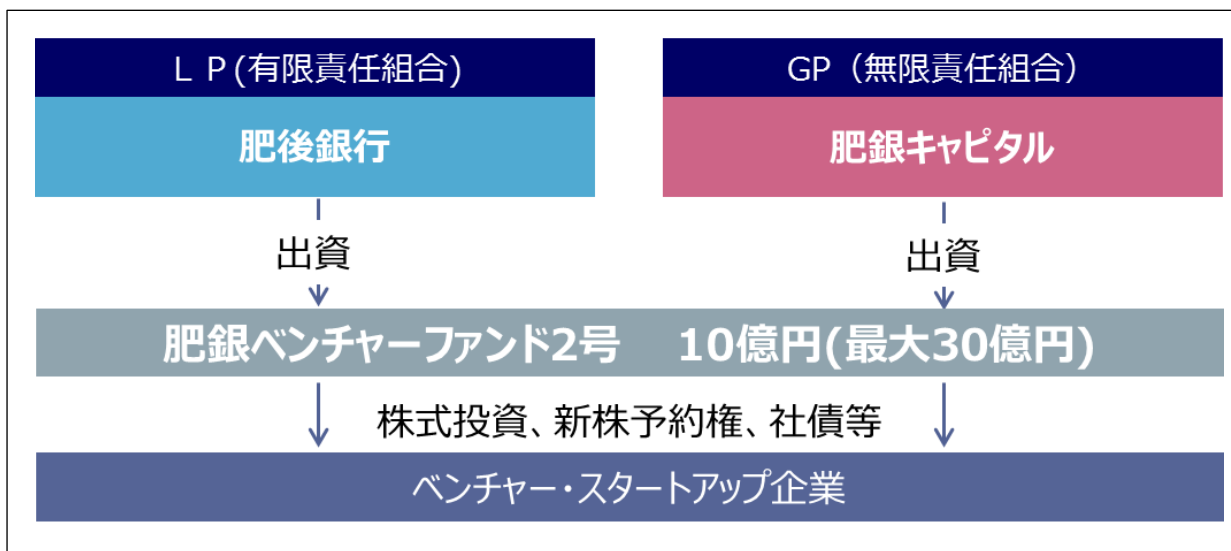 L P(有限責任組合)
GP（無限責任組合）
肥後銀行
肥銀キャピタル
出資
出資
肥銀ベンチャーファンド2号　10億円(最大30億円)
株式投資、新株予約権、社債等
ベンチャー・スタートアップ企業